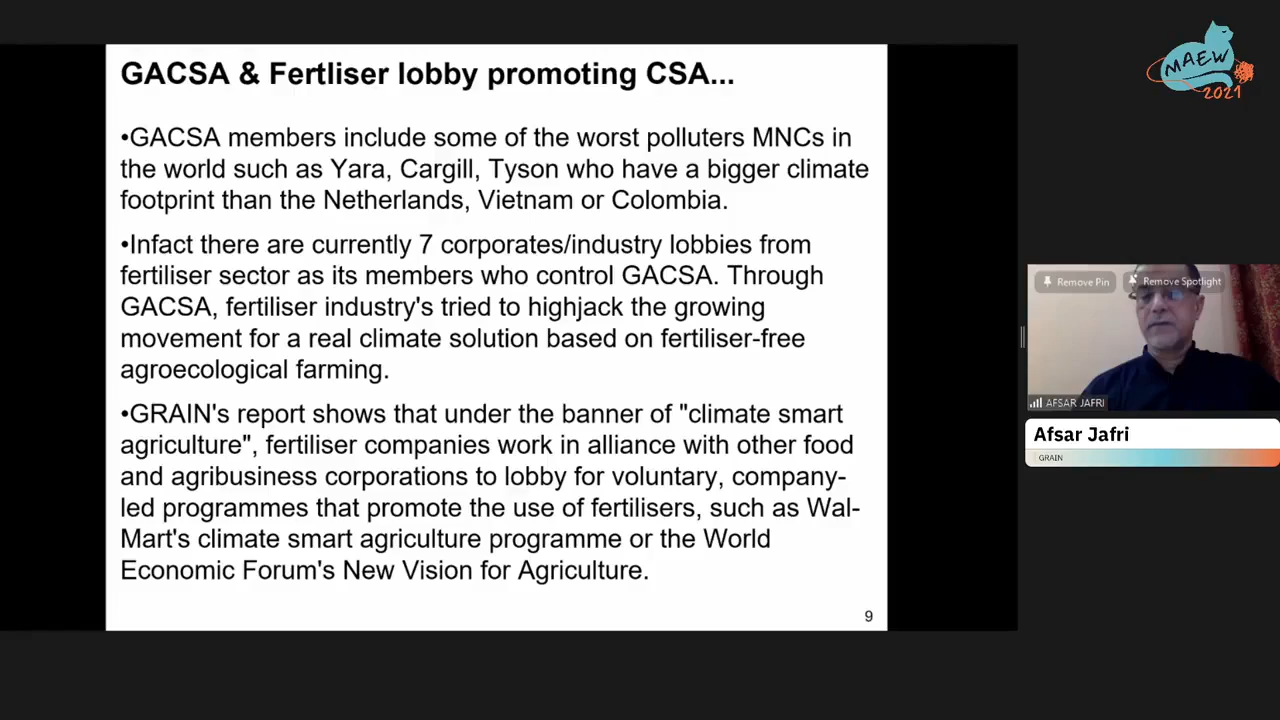 GACSA & Fertliser lobby promoting CSA...
•GACSA members include some of the worst polluters MNCs in
the world such as Yara, Cargill, Tyson who have a bigger climate
footprint than the Netherlands, Vietnam or Colombia.
•Infact there are currently 7 corporates/industry lobbies from
fertiliser sector as its members who control GACSA. Through
GACSA, fertiliser industry's tried to highjack the growing
movement for a real climate solution based on fertiliser-free
agroecological farming.
•GRAIN's report shows that under the banner of "climate smart
agriculture", fertiliser companies work in alliance with other food
and agribusiness corporations to lobby for voluntary, company-
led programmes that promote the use of fertilisers, such as Wal-
Mart's climate smart agriculture programme or the World
Economic Forum's New Vision for Agriculture.
9
MAEW
2021
Remove Pin
Remove Spotlight
AFSAR JAFRI
Afsar Jafri
GRAIN